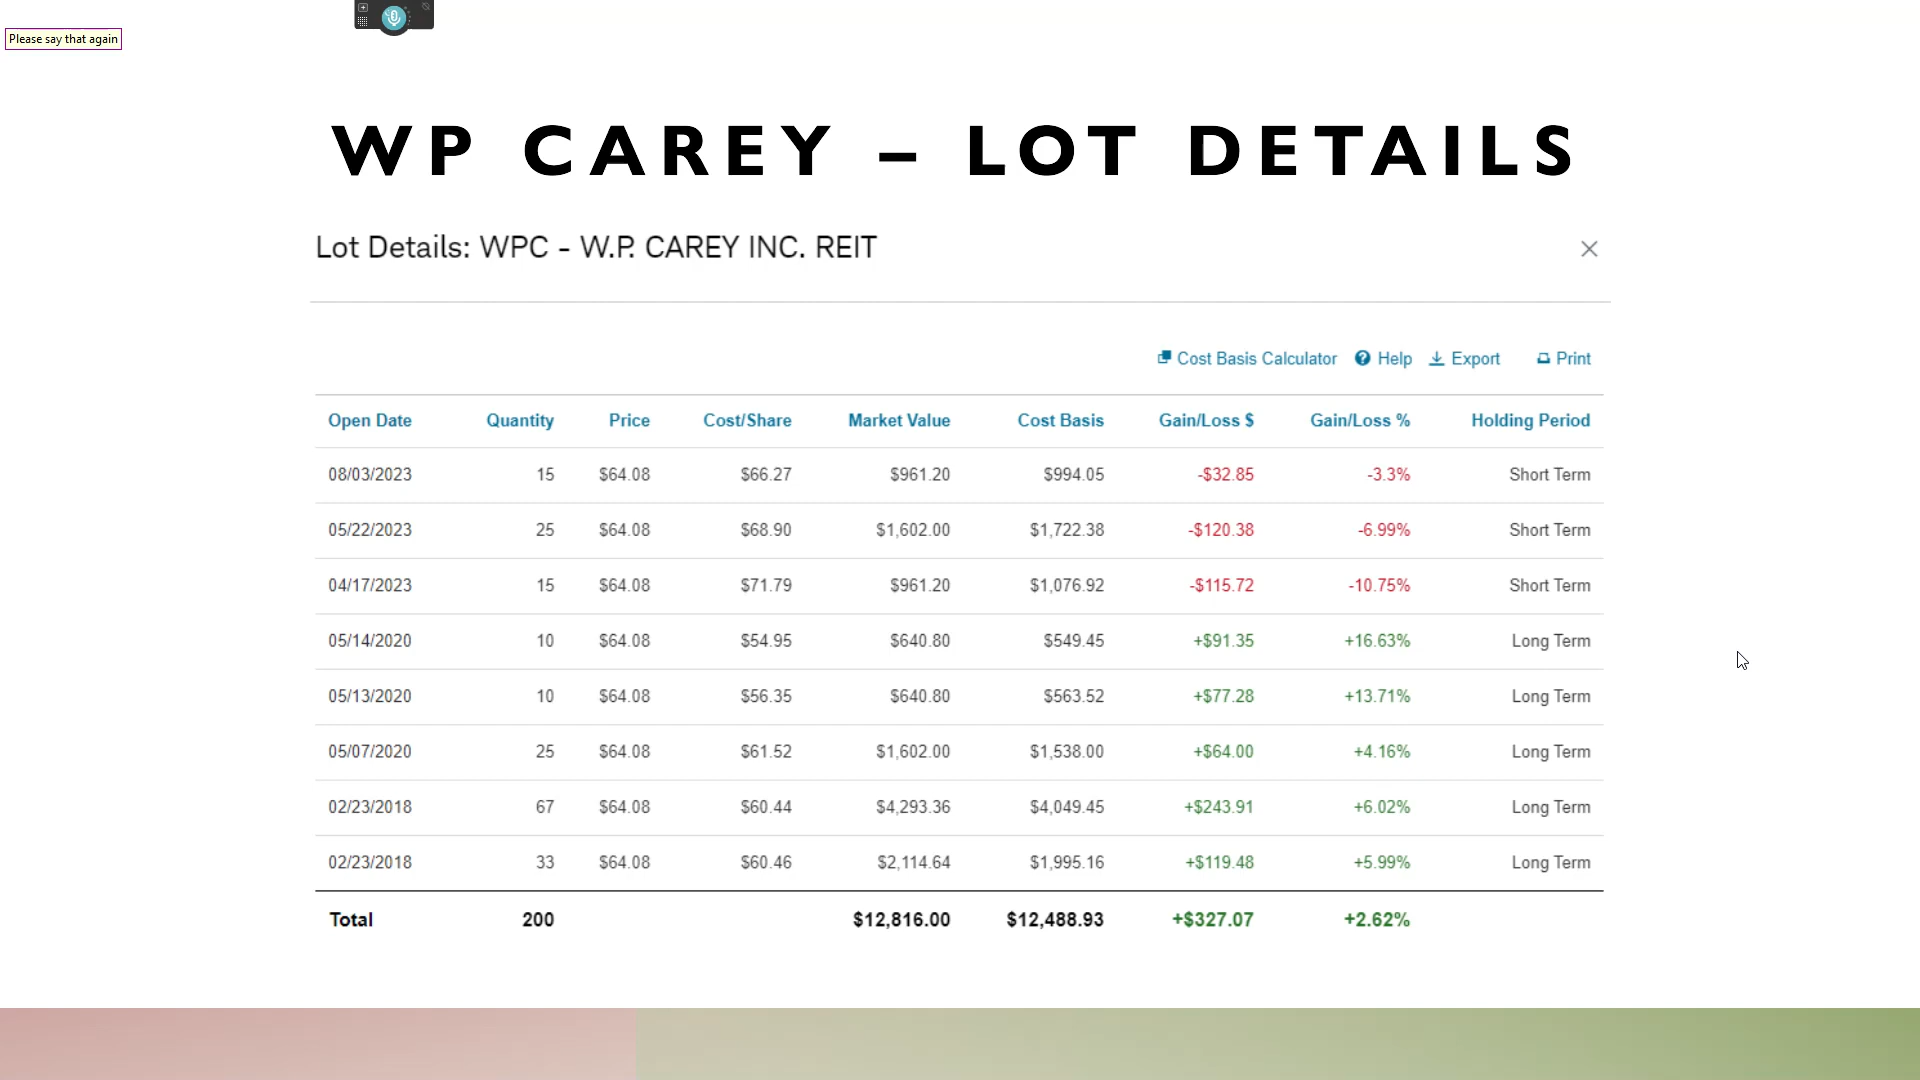 Please say that again
WP CAREY – LOT DETAILS
Lot Details: WPC - W.P. CAREY INC. REIT
Cost Basis Calculator Help Export Print
Open Date Quantity Price Cost/Share Market Value Cost Basis Gain/Loss $ Gain/Loss % Holding Period
08/03/2023 15 $64.08 $66.27 $961.20 $994.05 -$32.85 -3.3% Short Term
05/22/2023 25 $64.08 $68.90 $1,602.00 $1,722.38 -$120.38 -6.99% Short Term
04/17/2023 15 $64.08 $71.79 $961.20 $1,076.92 -$115.72 -10.75% Short Term
05/14/2020 10 $64.08 $54.95 $640.80 $549.45 +$91.35 +16.63% Long Term
05/13/2020 10 $64.08 $56.35 $640.80 $563.52 +$77.28 +13.71% Long Term
05/07/2020 25 $64.08 $61.52 $1,602.00 $1,538.00 +$64.00 +4.16% Long Term
02/23/2018 67 $64.08 $60.44 $4,293.36 $4,049.45 +$243.91 +6.02% Long Term
02/23/2018 33 $64.08 $60.46 $2,114.64 $1,995.16 +$119.48 +5.99% Long Term
Total 200 $12,816.00 $12,488.93 +$327.07 +2.62%